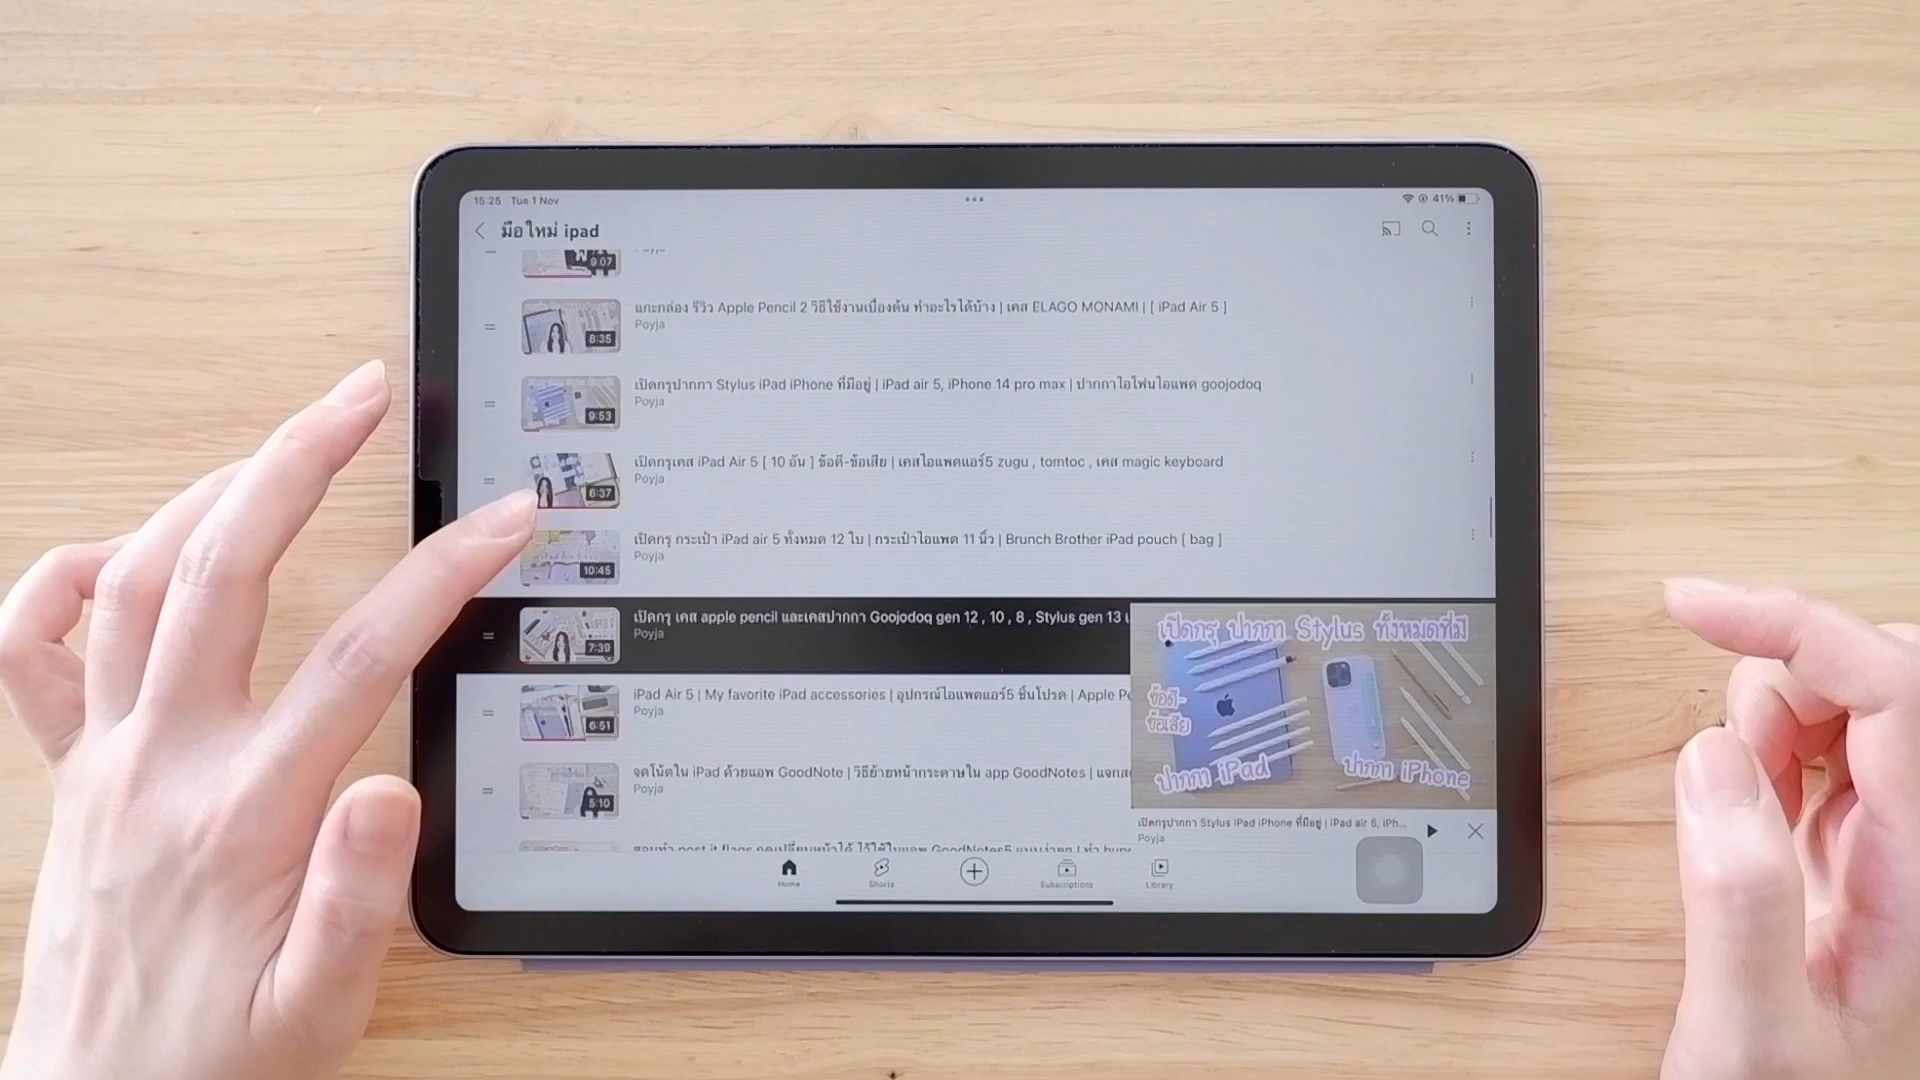 15:25 Tue 1 Nov
41%
มือใหม่ ipad
9:07
แกะกล่อง รีวิว Apple Pencil 2 วิธีใช้งานเบื้องต้น ทำอะไรได้บ้าง | เคส ELAGO MONAMI | [ iPad Air 5 ]
Poyja
8:35
เปิดกรุปากกา Stylus iPad iPhone ที่มีอยู่ | iPad air 5, iPhone 14 pro max | ปากกาไอโฟนไอแพด goojodoq
Poyja
9:53
เปิดกรุเคส iPad Air 5 [ 10 อัน ] ข้อดี-ข้อเสีย | เคสไอแพดแอร์5 zugu , tomtoc , เคส magic keyboard
Poyja
6:37
เปิดกรุ กระเป๋า iPad air 5 ทั้งหมด 12 ใบ | กระเป๋าไอแพด 11 นิ้ว | Brunch Brother iPad pouch [ bag ]
Poyja
10:45
เปิดกรุ เคส apple pencil และเคสปากกา Goojodoq gen 12 , 10 , 8 , Stylus gen 13
Poyja
7:39
iPad Air 5 | My favorite iPad accessories | อุปกรณ์ไอแพดแอร์5 ชิ้นโปรด | Apple
Poyja
6:51
จดโน้ตใน iPad ด้วยแอพ GoodNote | วิธีย้ายหน้ากระดาษใน app GoodNotes |
Poyja
5:10
เปิดกรุ ปากกา Stylus ทั้งหมดที่มี
ข้อดี-
ข้อเสีย
ปากกา iPad
ปากกา iPhone
เปิดกรุปากกา Stylus iPad iPhone ที่มีอยู่ | iPad air 5, iPh...
Poyja
Home
Shorts
Subscriptions
Library